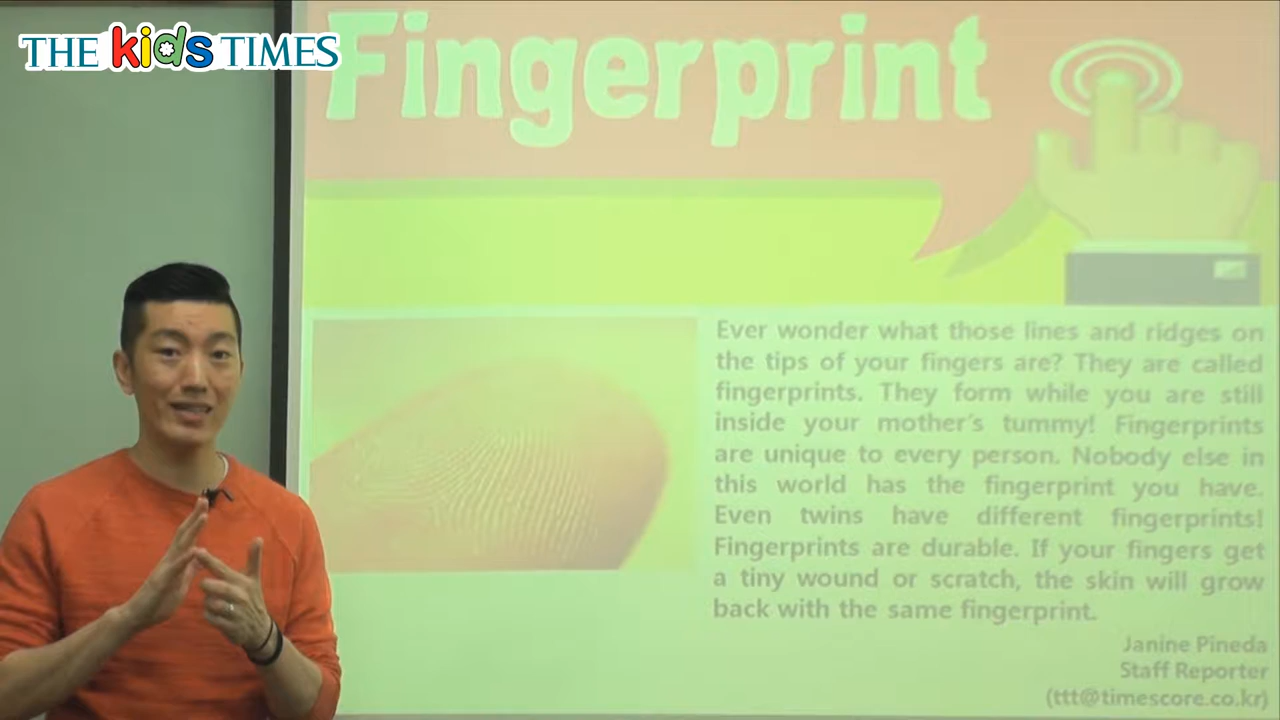 THE kids TIMES
Fingerprint
Ever wonder what those lines and ridges on
the tips of your fingers are? They are called
fingerprints. They form while you are still
inside your mother's tummy! Fingerprints
are unique to every person. Nobody else in
this world has the fingerprint you have.
Even twins have different fingerprints!
Fingerprints are durable. If your fingers get
a tiny wound or scratch, the skin will grow
back with the same fingerprint.
Janine Pineda
Staff Reporter
(ttt@timescore.co.kr)